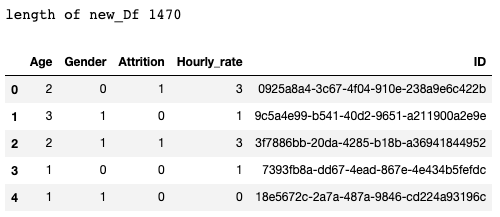 length of new_Df 1470
Age Gender Attrition Hourly_rate ID
0 2 0 1 3 0925a8a4-3c67-4f04-910e-238a9e6c422b
1 3 1 0 1 9c5a4e99-b541-40d2-9651-a211900a2e9e
2 2 1 1 3 3f7886bb-20da-4285-b18b-a36941844952
3 1 0 0 1 7393fb8a-dd67-4ead-867e-4e434b5fefdc
4 1 1 0 0 18e5672c-2a7a-487a-9846-cd224a93196c